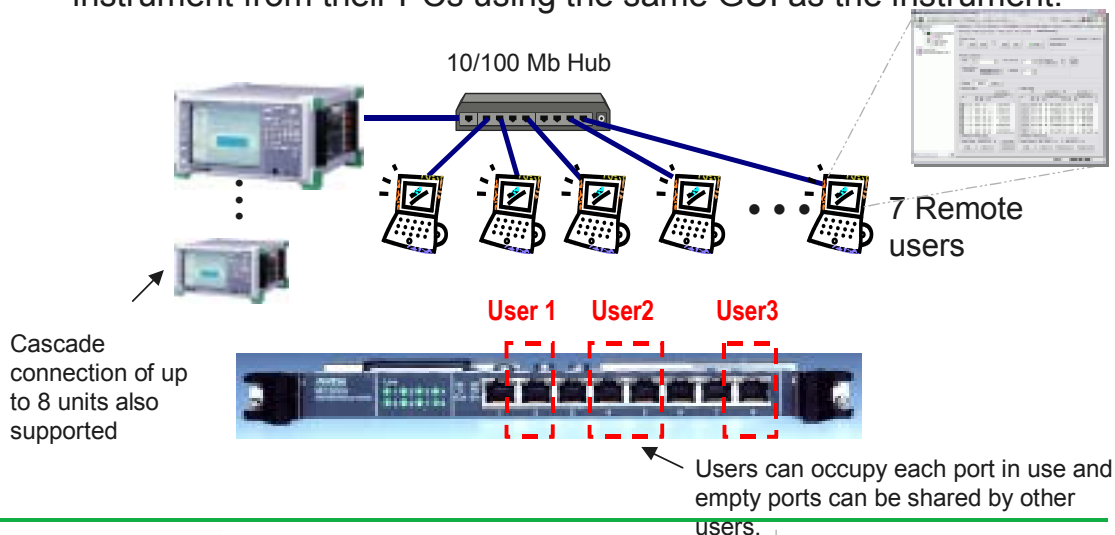 instrument from their PCs using the same GUI as the instrument.
10/100 Mb Hub
7 Remote
users
User 1 User2 User3
Cascade
connection of up
to 8 units also
supported
Users can occupy each port in use and
empty ports can be shared by other
users.